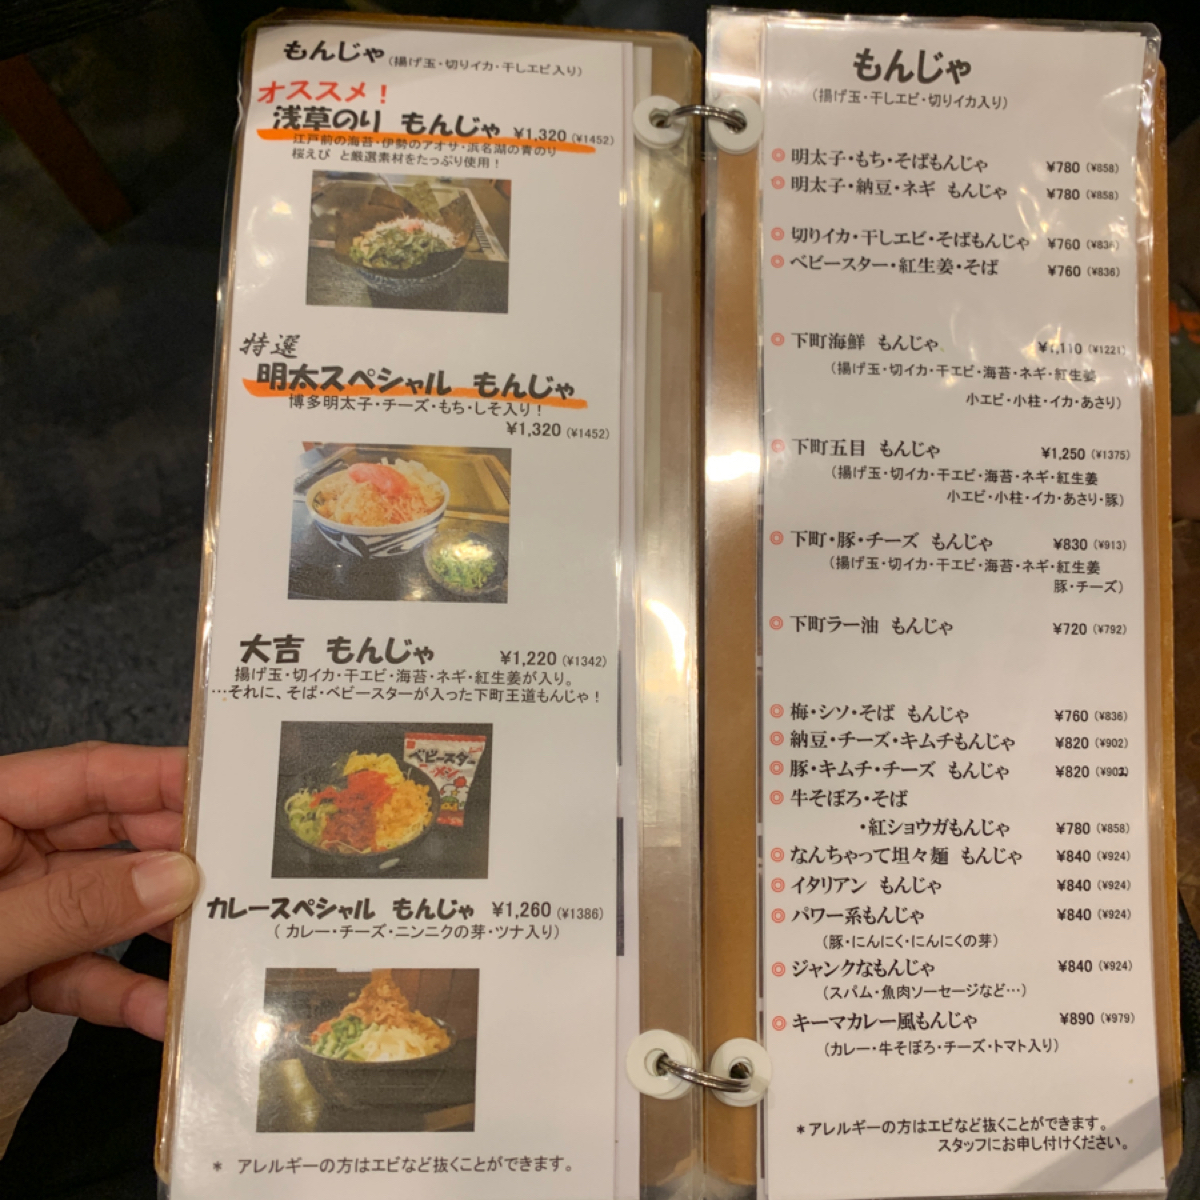 もんじゃ(揚げ玉・切りイカ・干しエビ入り)
オススメ!
浅草のり もんじゃ ¥1,320(¥1452)
江戸前の海苔・伊勢のアオサ・浜名湖の青のり
桜えび と厳選素材をたっぷり使用!
特選
明太スペシャル もんじゃ
博多明太子・チーズ・もち・しそ入り!
¥1,320(¥1452)
大吉 もんじゃ ¥1,220(¥1342)
揚げ玉・切イカ・干エビ・海苔・ネギ・紅生姜が入り。
…それに、そば・ベビースターが入った下町王道もんじゃ!
ベビースター
ラーメン
カレースペシャル もんじゃ ¥1,260(¥1386)
(カレー・チーズ・ニンニクの芽・ツナ入り)
* アレルギーの方はエビなど抜くことができます。
もんじゃ
(揚げ玉・干しエビ・切りイカ入り)
◎明太子・もち・そばもんじゃ ¥780(¥858)
◎明太子・納豆・ネギ もんじゃ ¥780(¥858)
◎切りイカ・干しエビ・そばもんじゃ ¥760(¥836)
◎ベビースター・紅生姜・そば ¥760(¥836)
◎下町海鮮 もんじゃ ¥1,110(¥1221)
(揚げ玉・切イカ・干エビ・海苔・ネギ・紅生姜
小エビ・小柱・イカ・あさり)
◎下町五目 もんじゃ ¥1,250(¥1375)
(揚げ玉・切イカ・干エビ・海苔・ネギ・紅生姜
小エビ・小柱・イカ・あさり・豚)
◎下町・豚・チーズ もんじゃ ¥830(¥913)
(揚げ玉・切イカ・干エビ・海苔・ネギ・紅生姜
豚・チーズ)
◎下町ラー油 もんじゃ ¥720(¥792)
◎梅・シソ・そば もんじゃ ¥760(¥836)
◎納豆・チーズ・キムチもんじゃ ¥820(¥902)
◎豚・キムチ・チーズ もんじゃ ¥820(¥902)
◎牛そぼろ・そば
・紅ショウガもんじゃ ¥780(¥858)
◎なんちゃって坦々麺 もんじゃ ¥840(¥924)
◎イタリアン もんじゃ ¥840(¥924)
◎パワー系もんじゃ ¥840(¥924)
(豚・にんにく・にんにくの芽)
◎ジャンクなもんじゃ ¥840(¥924)
(スパム・魚肉ソーセージなど…)
◎キーマカレー風もんじゃ ¥890(¥979)
(カレー・牛そぼろ・チーズ・トマト入り)
*アレルギーの方はエビなど抜くことができます。
スタッフにお申し付けください。